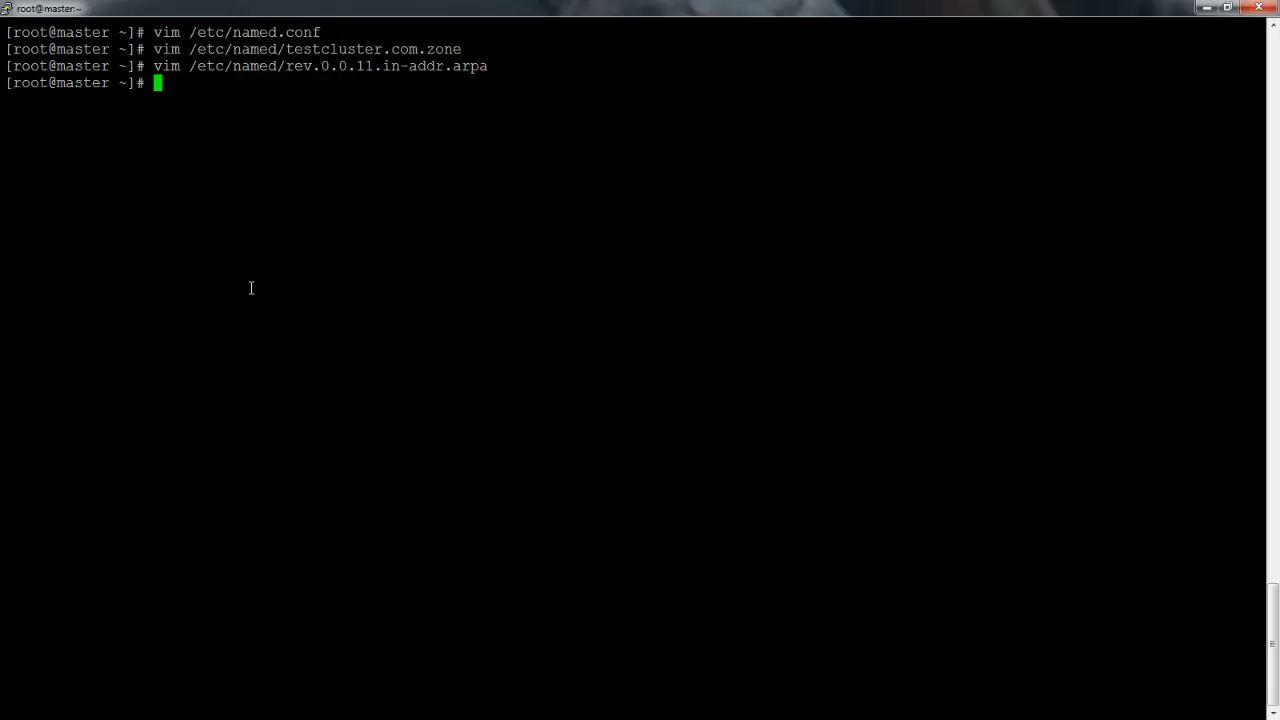 root@master:~
[root@master ~]# vim /etc/named.conf
[root@master ~]# vim /etc/named/testcluster.com.zone
[root@master ~]# vim /etc/named/rev.0.0.11.in-addr.arpa
[root@master ~]#